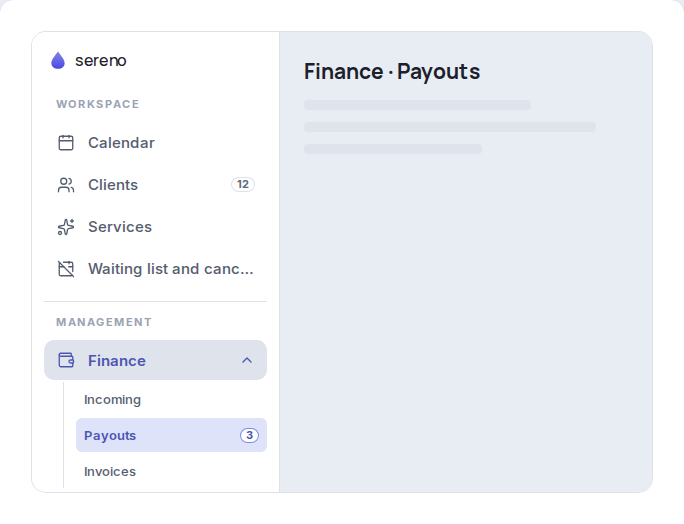 sereno
WORKSPACE
Calendar
Clients 12
Services
Waiting list and canc...
MANAGEMENT
Finance
Incoming
Payouts 3
Invoices
Finance · Payouts